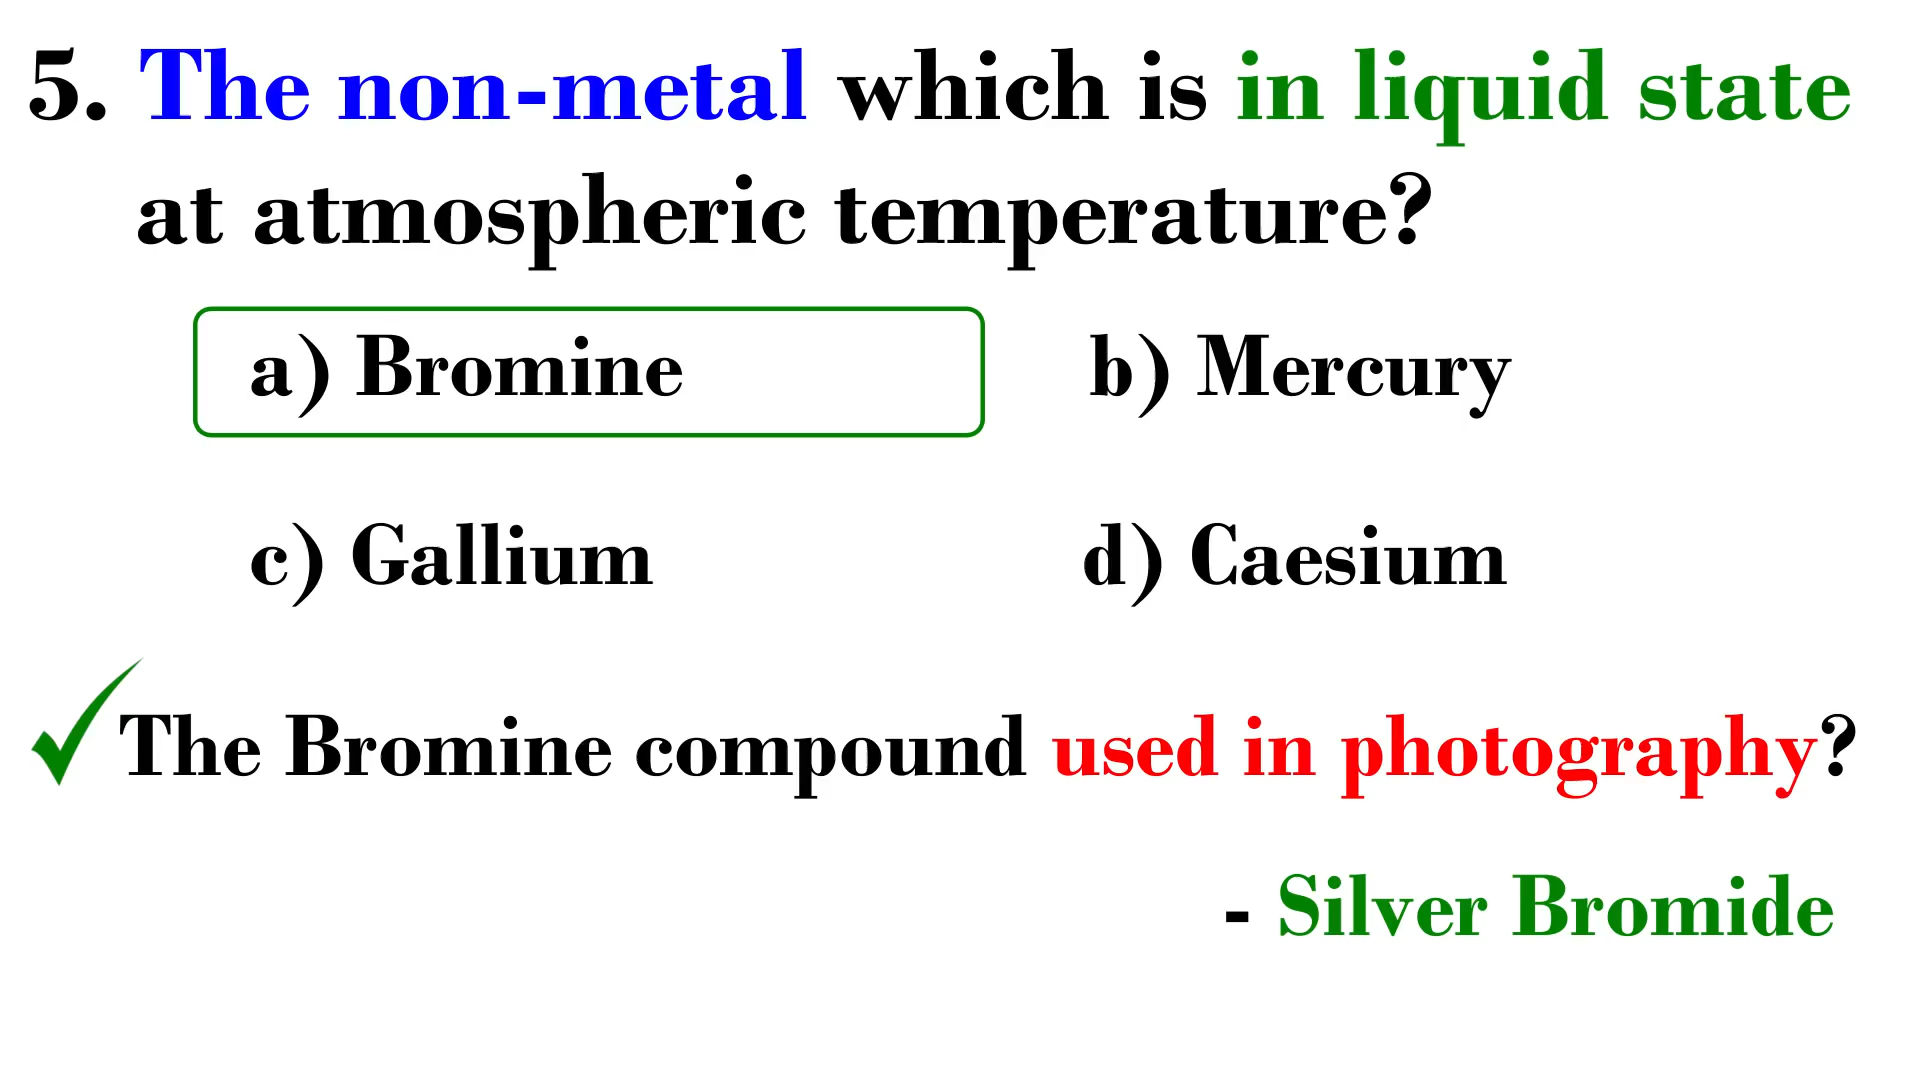 5. The non-metal which is in liquid state
at atmospheric temperature?
a) Bromine b) Mercury
c) Gallium d) Caesium
The Bromine compound used in photography?
- Silver Bromide